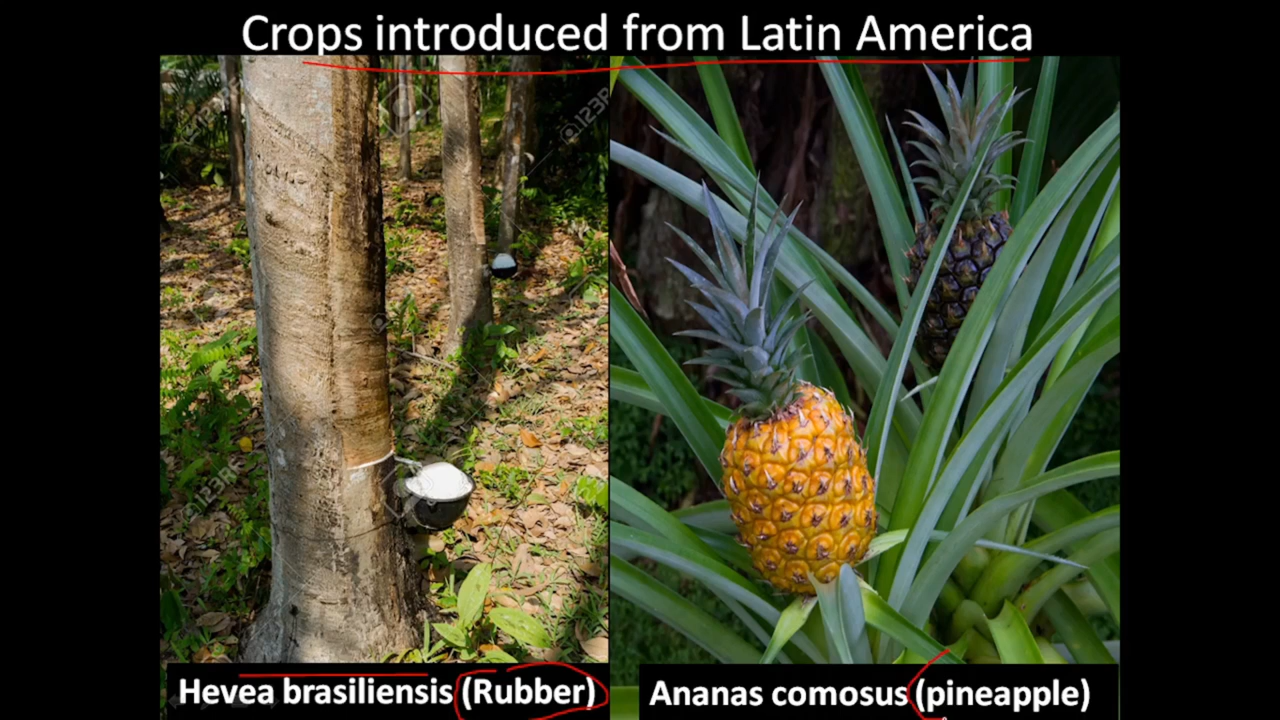 Crops introduced from Latin America
Hevea brasiliensis (Rubber)
Ananas comosus (pineapple)